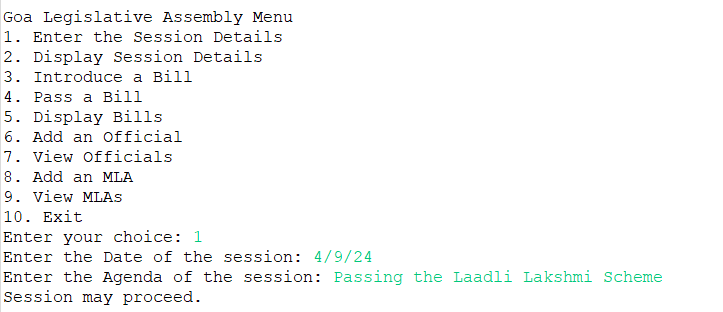 Goa Legislative Assembly Menu
1. Enter the Session Details
2. Display Session Details
3. Introduce a Bill
4. Pass a Bill
5. Display Bills
6. Add an Official
7. View Officials
8. Add an MLA
9. View MLAs
10. Exit
Enter your choice: 1
Enter the Date of the session: 4/9/24
Enter the Agenda of the session: Passing the Laadli Lakshmi Scheme
Session may proceed.